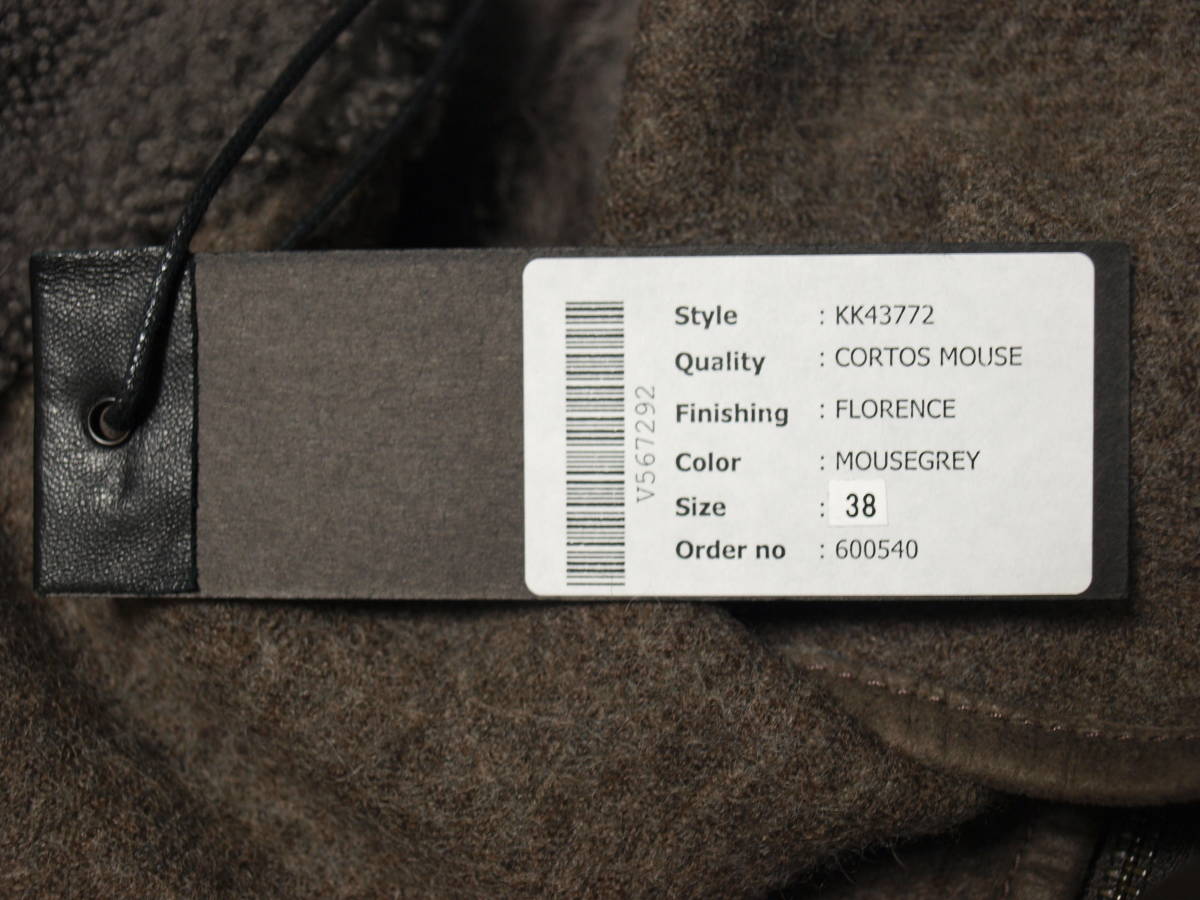 Style : KK43772
Quality : CORTOS MOUSE
Finishing : FLORENCE
Color : MOUSEGREY
Size : 38
Order no : 600540
V567292